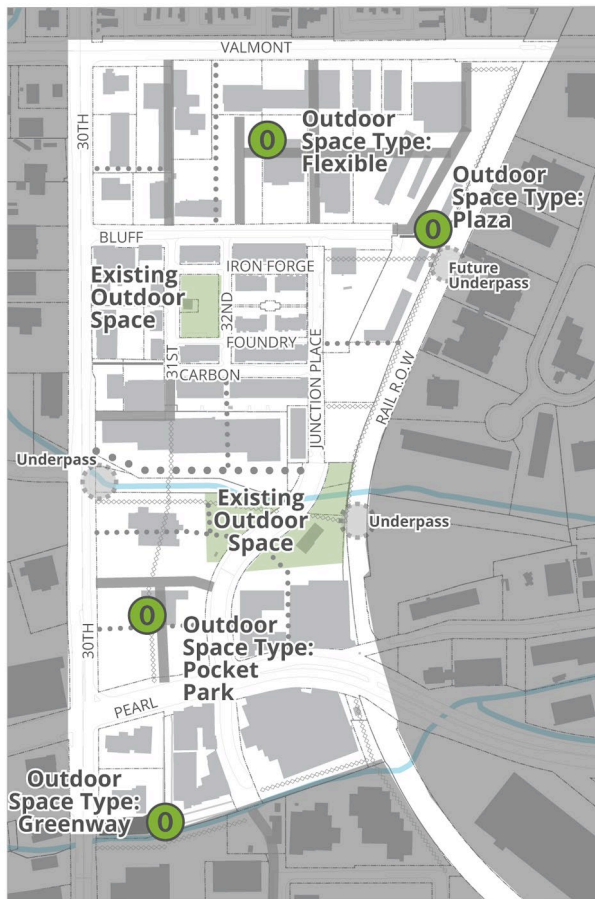 VALMONT
30TH
O
Outdoor
Space Type:
Flexible
Outdoor
Space Type:
Plaza
O
BLUFF
IRON FORGE
Future
Underpass
Existing
Outdoor
Space
32ND
FOUNDRY
31ST
CARBON
JUNCTION PLACE
RAIL R.O.W
Underpass
Existing
Outdoor
Space
Underpass
O
30TH
Outdoor
Space Type:
Pocket
Park
PEARL
Outdoor
Space Type:
Greenway
O